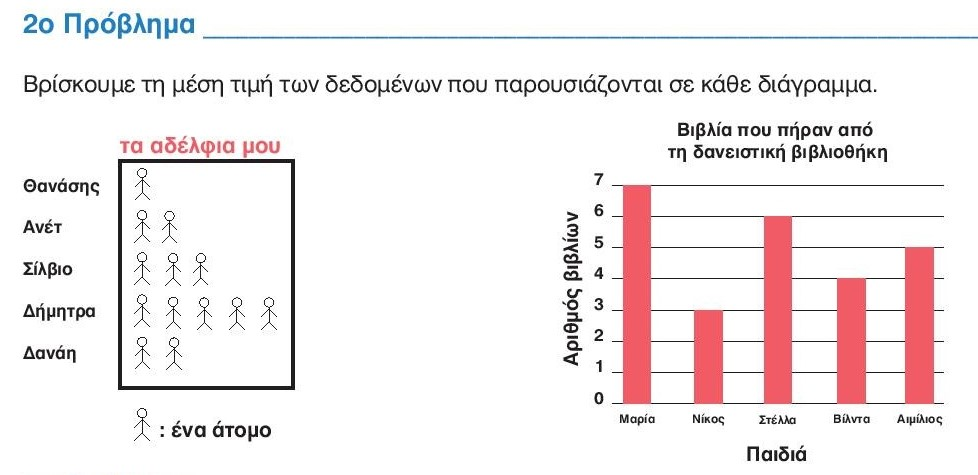 2ο Πρόβλημα
Βρίσκουμε τη μέση τιμή των δεδομένων που παρουσιάζονται σε κάθε διάγραμμα.
τα αδέλφια μου
Θανάσης
Ανέτ
Σίλβιο
Δήμητρα
Δανάη
: ένα άτομο
Βιβλία που πήραν από
τη δανειστική βιβλιοθήκη
Αριθμός βιβλίων
7
6
5
4
3
2
1
0
Μαρία Νίκος Στέλλα Βίλντα Αιμίλιος
Παιδιά